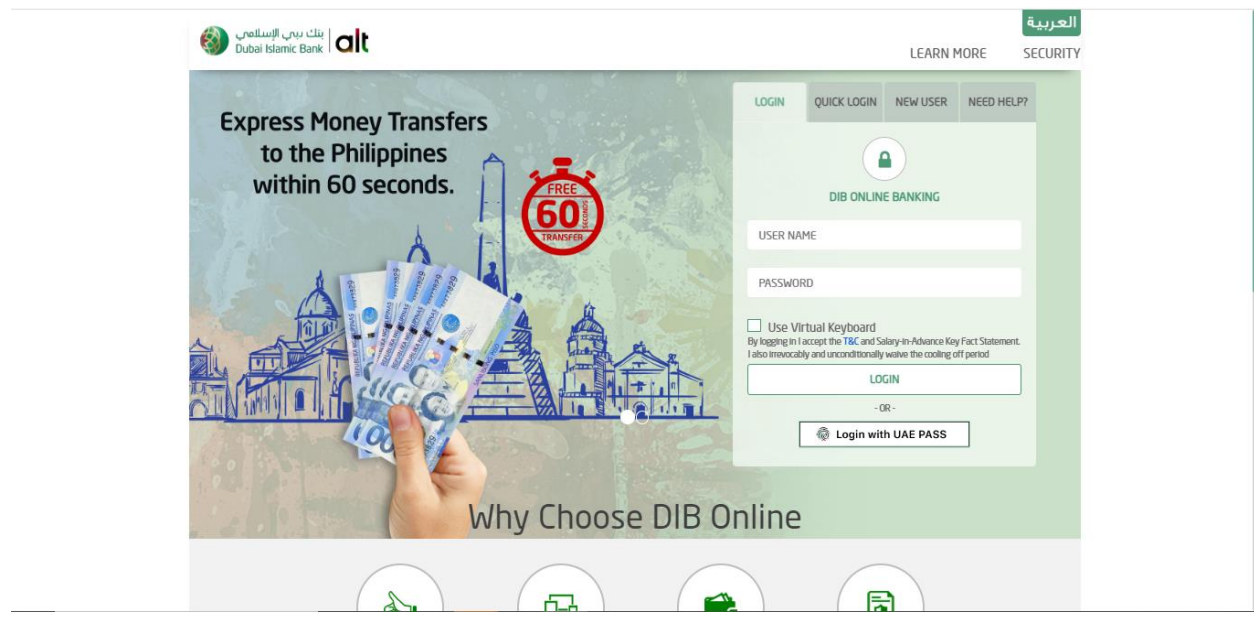 العربية
بنك دبي الإسلامي
Dubai Islamic Bank
alt
LEARN MORE
SECURITY
Express Money Transfers
to the Philippines
within 60 seconds.
FREE
60
SECONDS
TRANSFER
LOGIN
QUICK LOGIN
NEW USER
NEED HELP?
DIB ONLINE BANKING
USER NAME
PASSWORD
Use Virtual Keyboard
By logging in I accept the T&C and Salary-in-Advance Key Fact Statement.
I also irrevocably and unconditionally waive the cooling off period
LOGIN
- OR -
Login with UAE PASS
Why Choose DIB Online